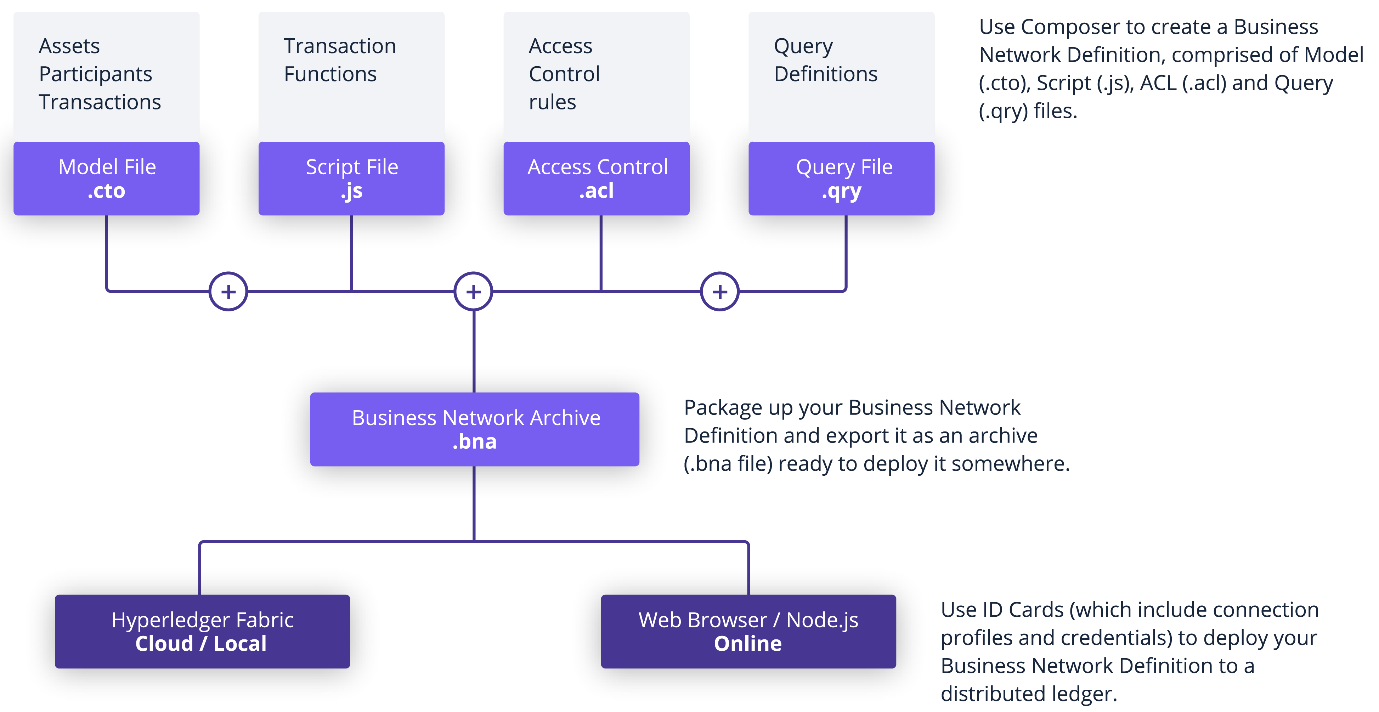 Assets
Participants
Transactions
Transaction
Functions
Access
Control
rules
Query
Definitions
Use Composer to create a Business
Network Definition, comprised of Model
(.cto), Script (.js), ACL (.acl) and Query
(.qry) files.
Model File
.cto
Script File
.js
Access Control
.acl
Query File
.qry
+
+
+
Business Network Archive
.bna
Package up your Business Network
Definition and export it as an archive
(.bna file) ready to deploy it somewhere.
Hyperledger Fabric
Cloud / Local
Web Browser / Node.js
Online
Use ID Cards (which include connection
profiles and credentials) to deploy your
Business Network Definition to a
distributed ledger.